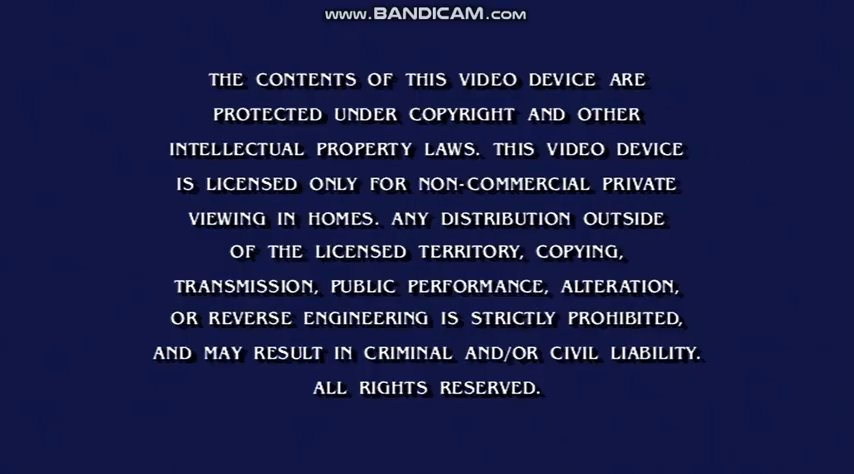 www.BANDICAM.com
THE CONTENTS OF THIS VIDEO DEVICE ARE
PROTECTED UNDER COPYRIGHT AND OTHER
INTELLECTUAL PROPERTY LAWS. THIS VIDEO DEVICE
IS LICENSED ONLY FOR NON-COMMERCIAL PRIVATE
VIEWING IN HOMES. ANY DISTRIBUTION OUTSIDE
OF THE LICENSED TERRITORY, COPYING,
TRANSMISSION, PUBLIC PERFORMANCE, ALTERATION,
OR REVERSE ENGINEERING IS STRICTLY PROHIBITED,
AND MAY RESULT IN CRIMINAL AND/OR CIVIL LIABILITY.
ALL RIGHTS RESERVED.